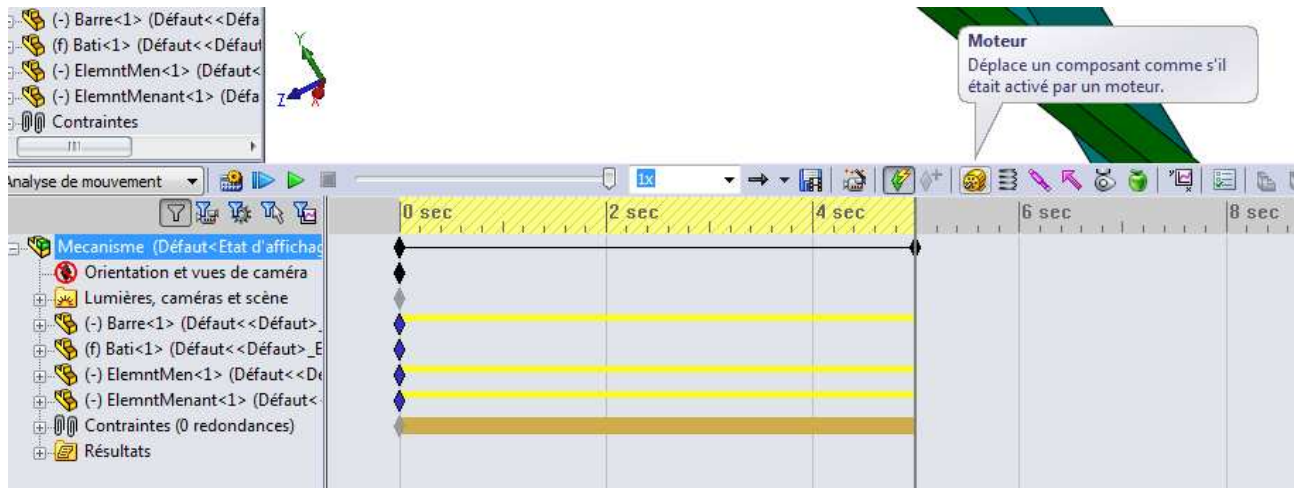 (-) Barre<1> (Défaut<<Défa
(f) Bati<1> (Défaut<<Défaut
(-) ElemntMen<1> (Défaut<
(-) ElemntMenant<1> (Défa
Contraintes
Y
Z
X
Moteur
Déplace un composant comme s'il
était activé par un moteur.
Analyse de mouvement
1x
0 sec 2 sec 4 sec 6 sec 8 sec
Mecanisme (Défaut<Etat d'affichag
Orientation et vues de caméra
Lumières, caméras et scène
(-) Barre<1> (Défaut<<Défaut>_
(f) Bati<1> (Défaut<<Défaut>_E
(-) ElemntMen<1> (Défaut<<De
(-) ElemntMenant<1> (Défaut<
Contraintes (0 redondances)
Résultats